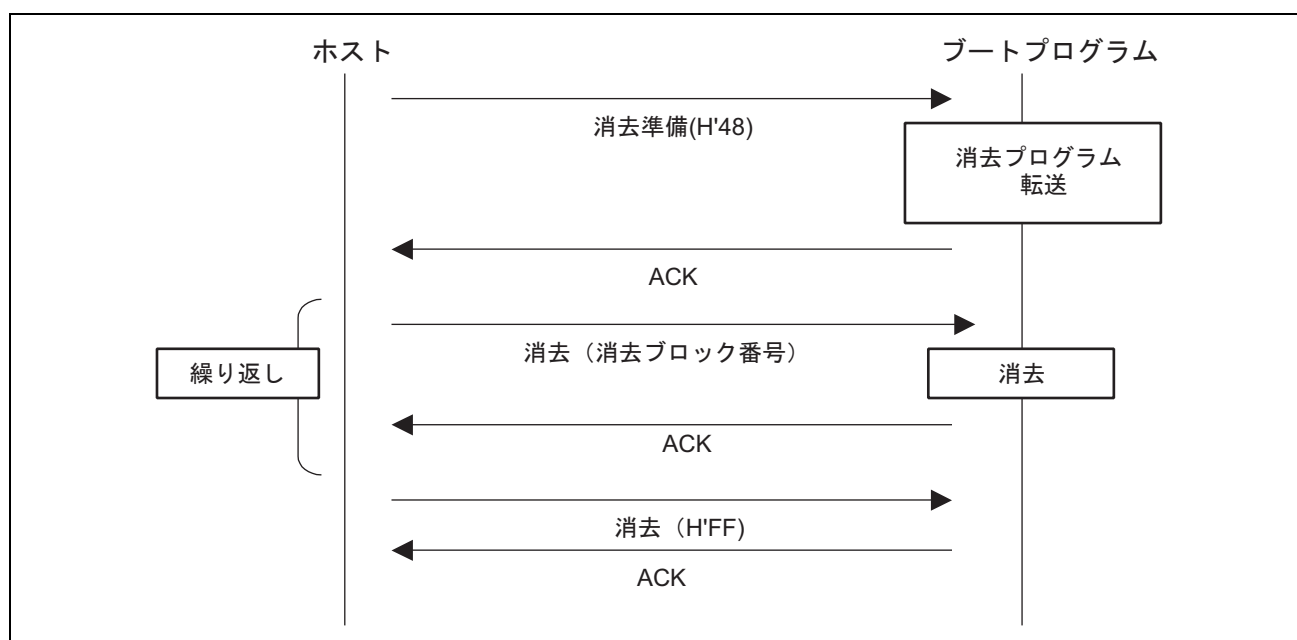 ホスト
ブートプログラム
消去準備(H'48)
消去プログラム
転送
ACK
消去（消去ブロック番号）
繰り返し
消去
ACK
消去（H'FF)
ACK